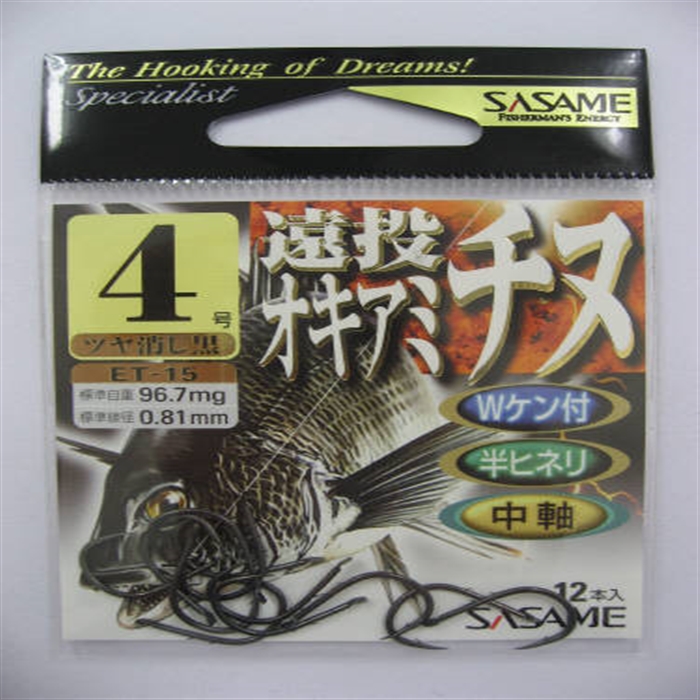 The Hooking of Dreams!
Specialist
SASAME
FISHERMAN'S ENERGY
4号
ツヤ消し黒
ET-15
標準自重 96.7mg
標準線径 0.81mm
遠投
オキアミ
チヌ
Wケン付
半ヒネリ
中軸
12本入
SASAME